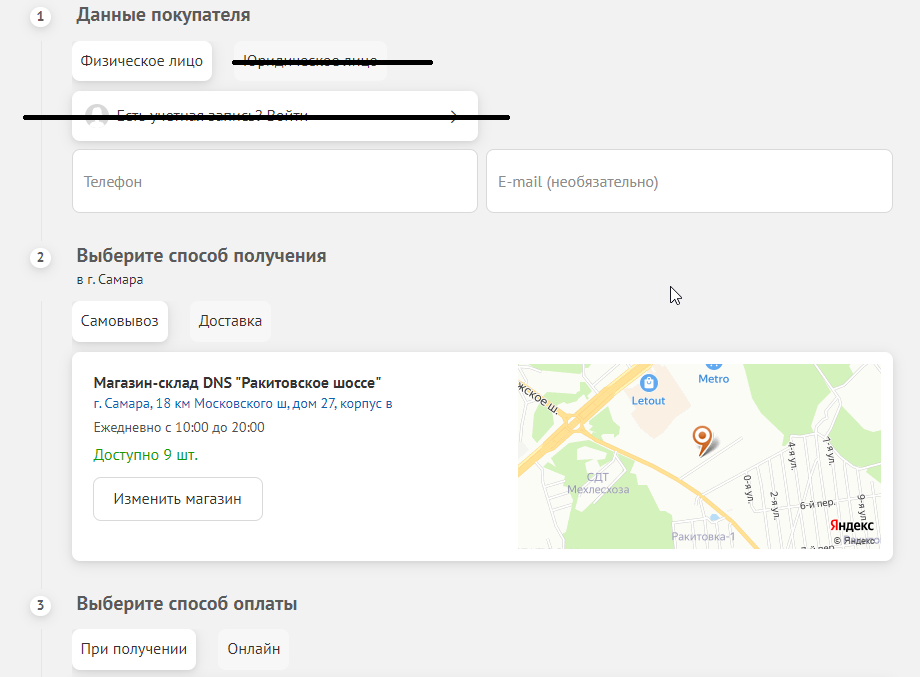 1 Данные покупателя
Физическое лицо Юридическое лицо
Есть учетная запись? Войти
Телефон E-mail (необязательно)
2 Выберите способ получения
в г. Самара
Самовывоз Доставка
Магазин-склад DNS "Ракитовское шоссе"
г. Самара, 18 км Московского ш, дом 27, корпус в
Ежедневно с 10:00 до 20:00
Доступно 9 шт.
Изменить магазин
Metro
Letout
жское ш.
СДТ
Мехлесхоза
4-я ул.
7-я ул.
0-я ул.
2-я ул.
6-й пер.
9-я ул.
Яндекс
Ракитовка-1
© Яндекс
7-й пер.
3 Выберите способ оплаты
При получении Онлайн